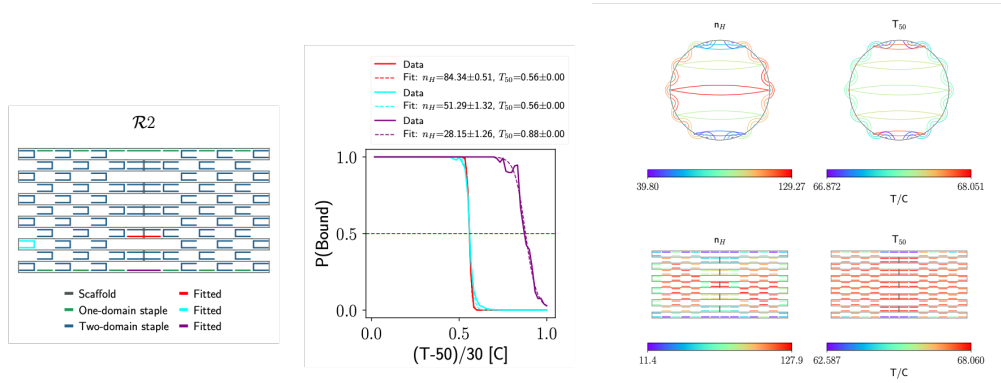 R2
Scaffold
One-domain staple
Two-domain staple
Fitted
Fitted
Fitted
Data
Fit: n_H=84.34±0.51, T_50=0.56±0.00
Data
Fit: n_H=51.29±1.32, T_50=0.56±0.00
Data
Fit: n_H=28.15±1.26, T_50=0.88±0.00
P(Bound)
1.0
0.5
0.0
0.0
0.5
1.0
(T-50)/30 [C]
n_H
T_50
39.80
129.27
66.872
68.051
T/C
n_H
T_50
11.4
127.9
62.587
68.060
T/C